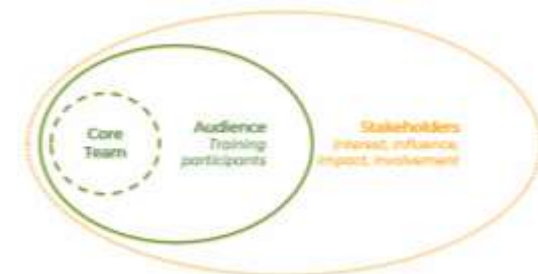 Core
Team
Audience
Training
participants
Stakeholders
Interest, influence,
impact, involvement